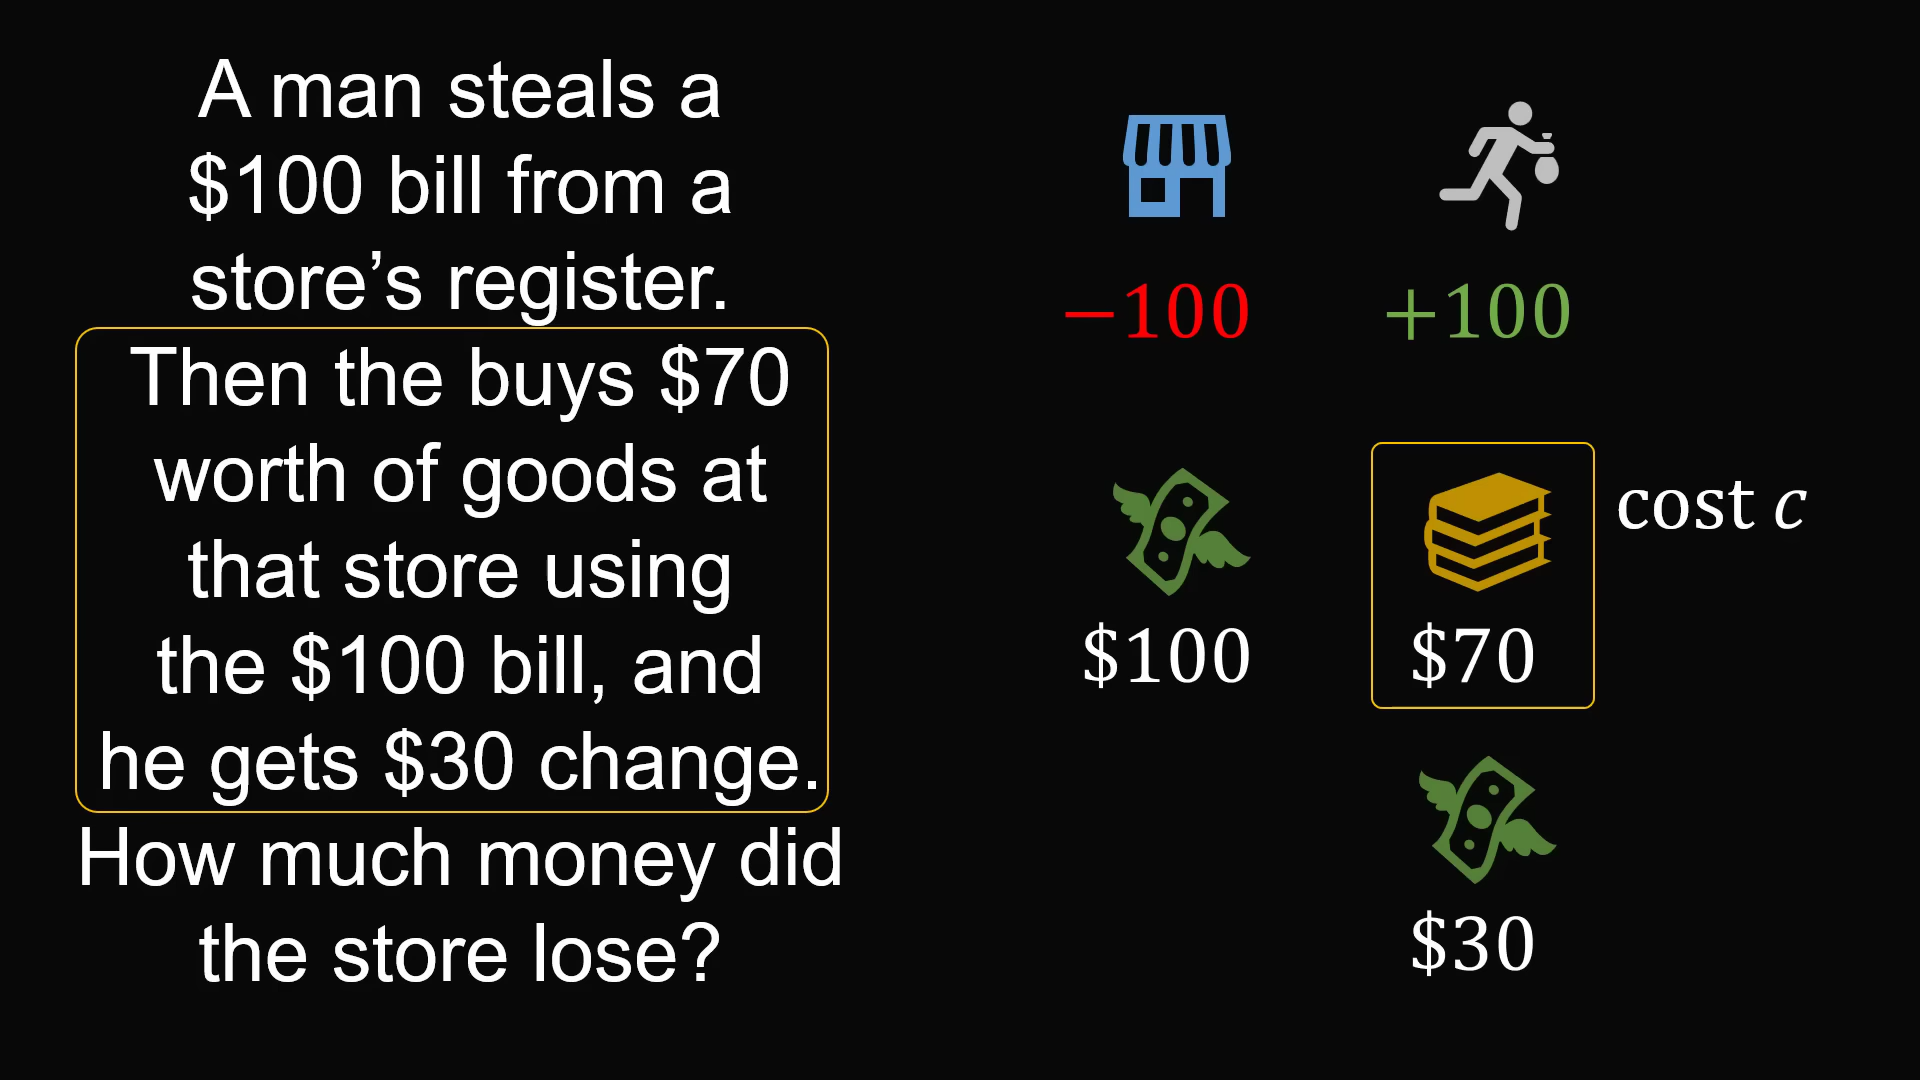 A man steals a
$100 bill from a
store’s register.
Then the buys $70
worth of goods at
that store using
the $100 bill, and
he gets $30 change.
How much money did
the store lose?
−100 +100
cost c
$100 $70
$30